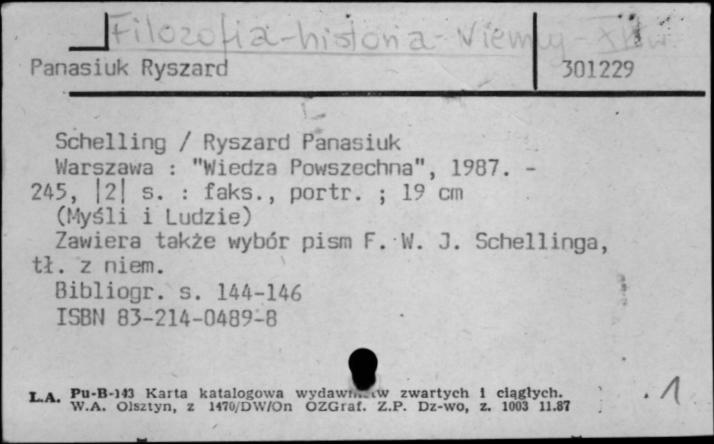 Filozofia - historia - Niemcy - XIX w.
Panasiuk Ryszard 301229
Schelling / Ryszard Panasiuk
Warszawa : "Wiedza Powszechna", 1987. -
245, |2| s. : faks., portr. ; 19 cm
(Myśli i Ludzie)
Zawiera także wybór pism F. W. J. Schellinga,
tł. z niem.
Bibliogr. s. 144-146
ISBN 83-214-0489-8
L.A. Pu-B-143 Karta katalogowa zwartych i ciągłych. 1
W.A. Olsztyn, z 1470/DW/On OZGraf. Z.P. Dz-wo, z. 1003 11.87